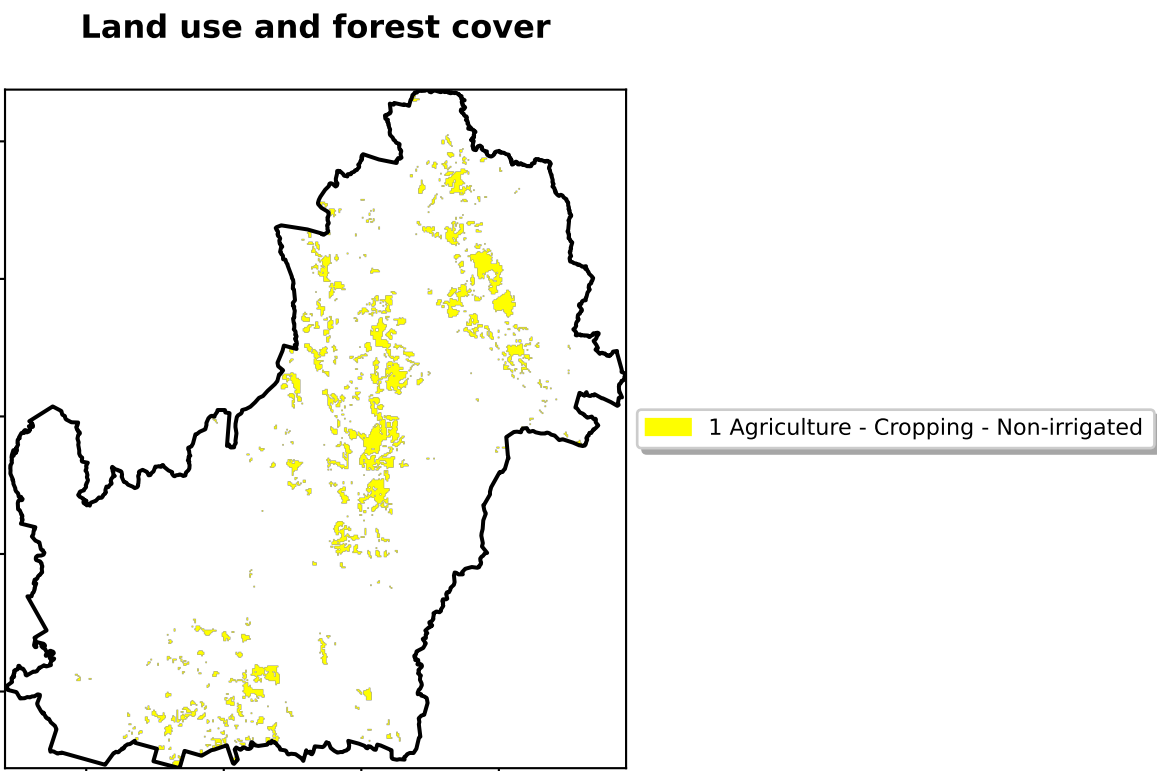 Land use and forest cover
1 Agriculture - Cropping - Non-irrigated